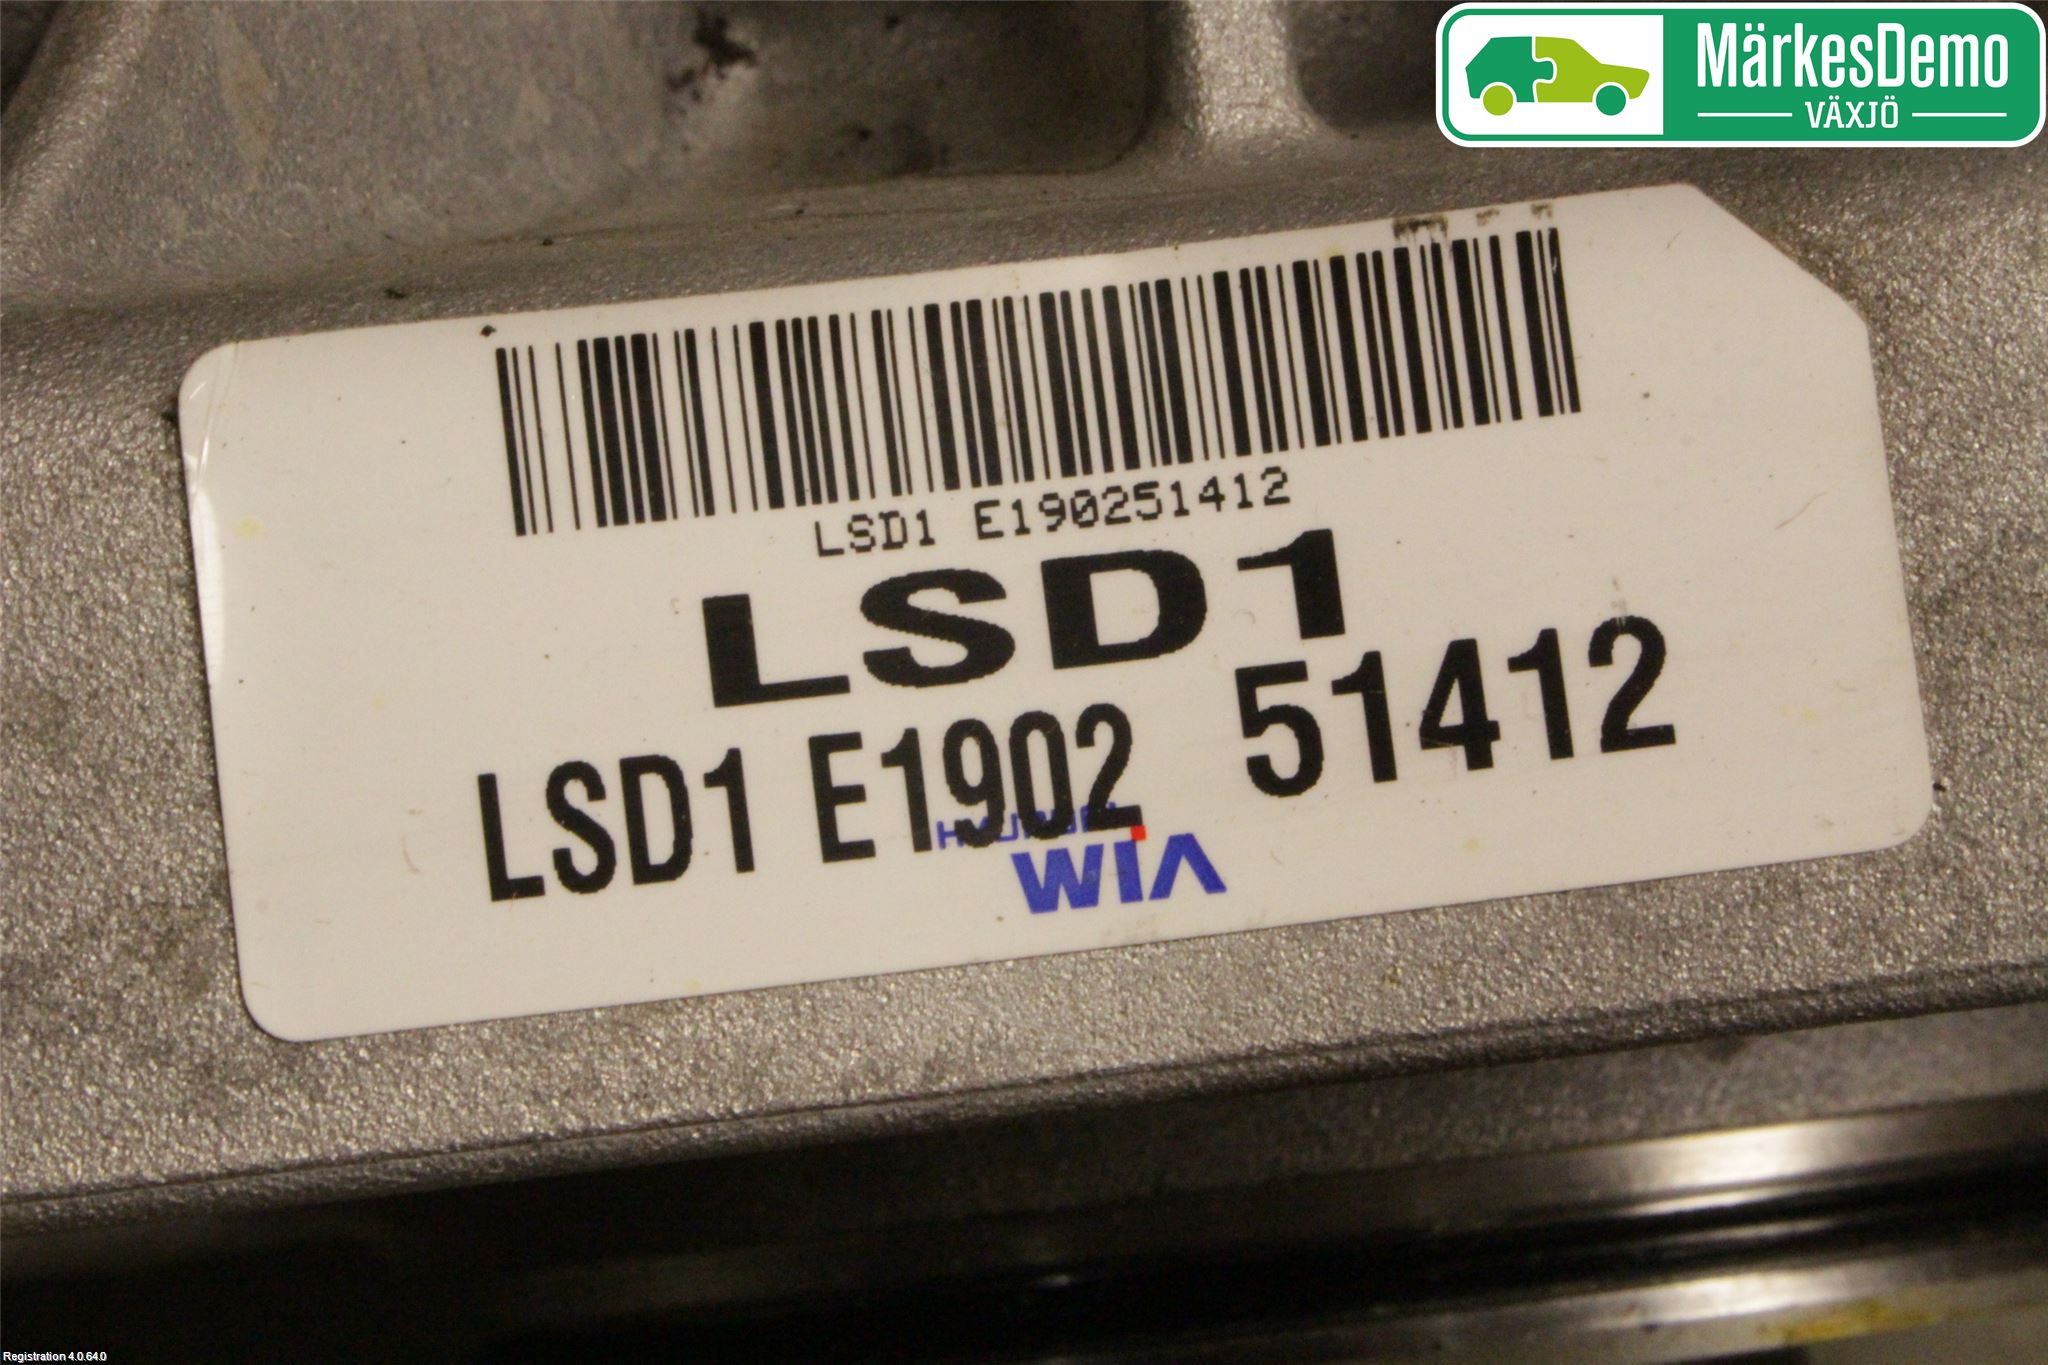 MärkesDemo
VÄXJÖ
LSD1 E190251412
LSD1
LSD1 E1902 51412
WIA
Registration 4.0.64.0